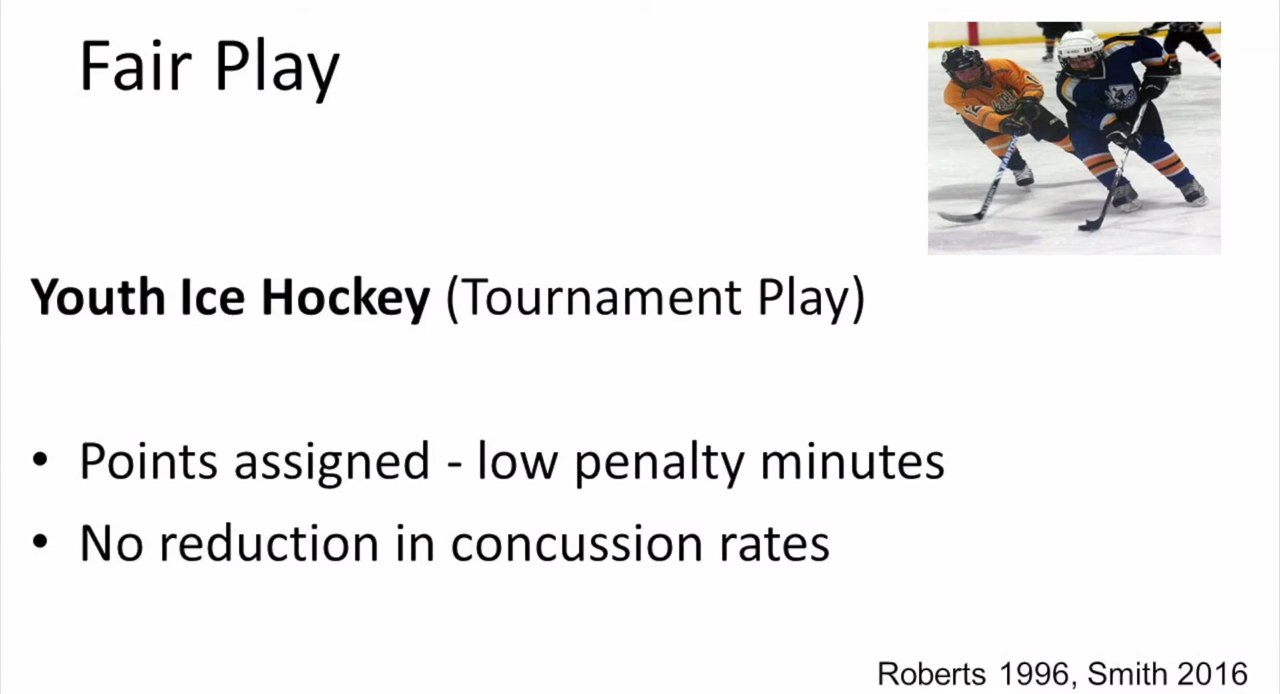 Fair Play
Youth Ice Hockey (Tournament Play)
• Points assigned - low penalty minutes
• No reduction in concussion rates
Roberts 1996, Smith 2016